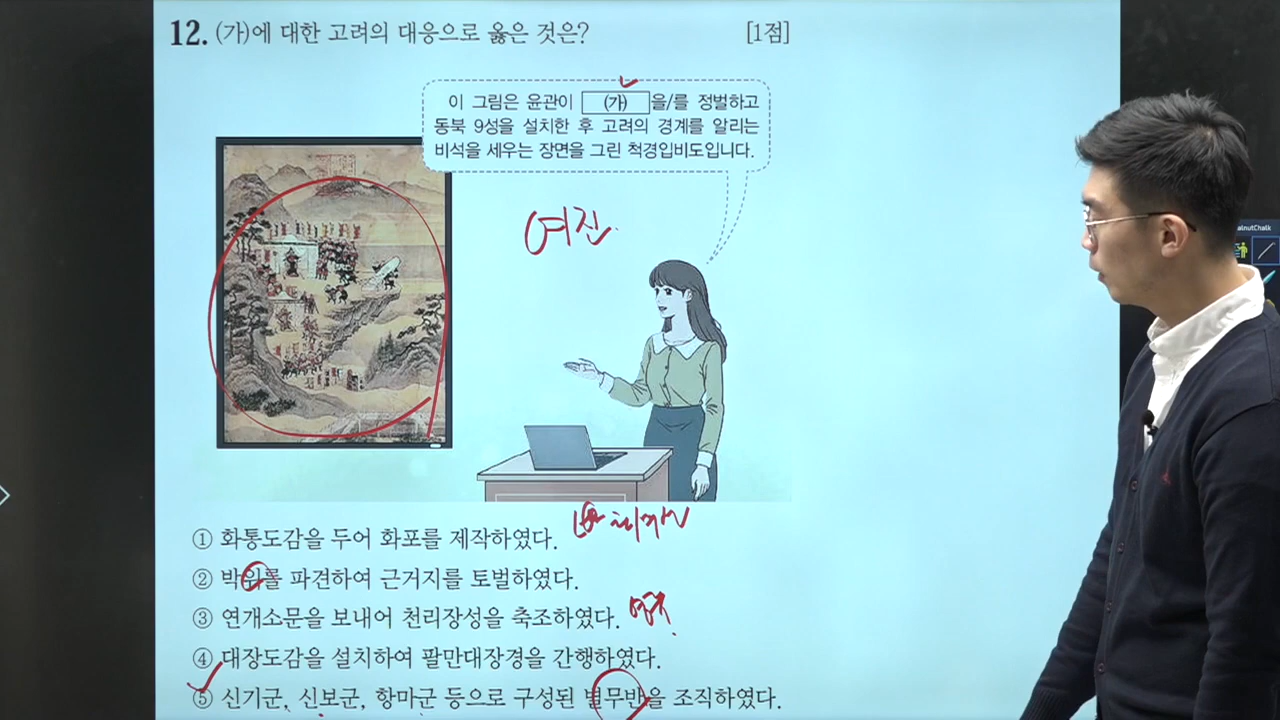 12. (가)에 대한 고려의 대응으로 옳은 것은? [1점]
이 그림은 윤관이 (가) 을/를 정벌하고
동북 9성을 설치한 후 고려의 경계를 알리는
비석을 세우는 장면을 그린 척경입비도입니다.
여진
① 화통도감을 두어 화포를 제작하였다.
② 박위를 파견하여 근거지를 토벌하였다.
③ 연개소문을 보내어 천리장성을 축조하였다.
④ 대장도감을 설치하여 팔만대장경을 간행하였다.
⑤ 신기군, 신보군, 항마군 등으로 구성된 별무반을 조직하였다.